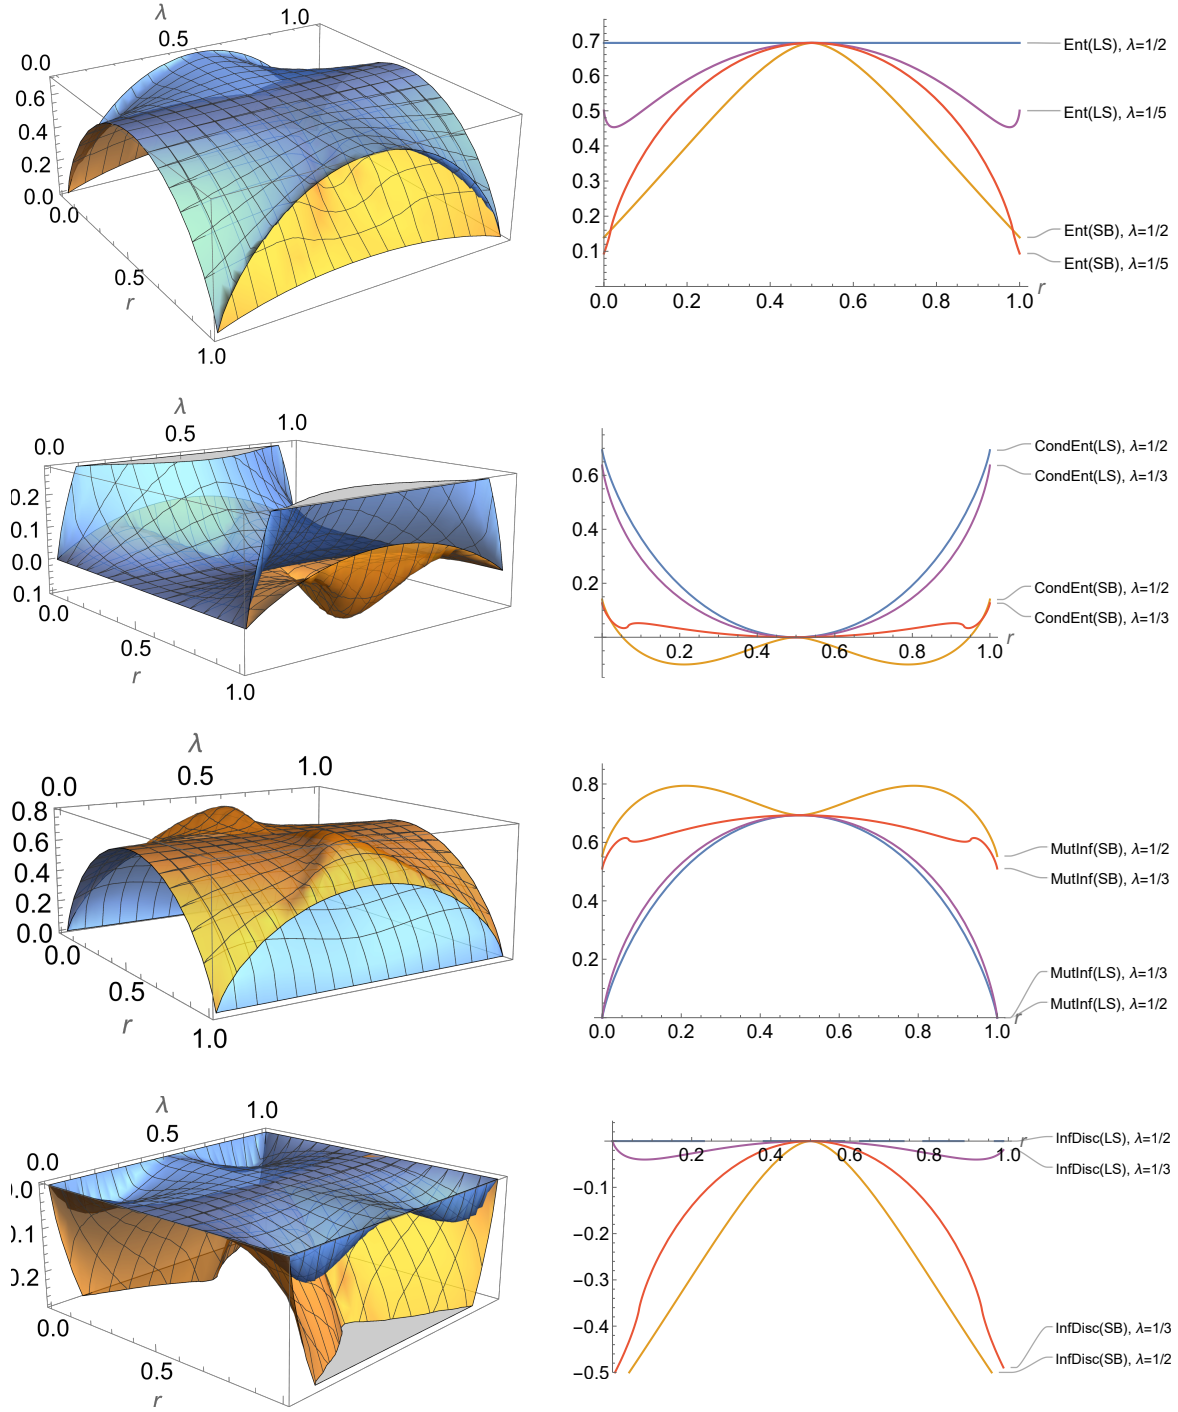 λ
0.5
1.0
0.0
0.6
0.4
0.2
0.0
0.0
0.5
r
1.0
0.7
0.6
0.5
0.4
0.3
0.2
0.1
0.0
0.2
0.4
0.6
0.8
1.0
r
Ent(LS), λ=1/2
Ent(LS), λ=1/5
Ent(SB), λ=1/2
Ent(SB), λ=1/5
λ
0.0
0.5
1.0
0.2
0.1
0.0
0.1
0.0
0.5
r
1.0
0.6
0.4
0.2
0.2
0.4
0.6
0.8
1.0
r
CondEnt(LS), λ=1/2
CondEnt(LS), λ=1/3
CondEnt(SB), λ=1/2
CondEnt(SB), λ=1/3
λ
0.0
0.5
1.0
0.8
0.6
0.4
0.2
0.0
0.0
0.5
r
1.0
0.8
0.6
0.4
0.2
0.0
0.2
0.4
0.6
0.8
1.0
r
MutInf(SB), λ=1/2
MutInf(SB), λ=1/3
MutInf(LS), λ=1/3
MutInf(LS), λ=1/2
λ
0.0
0.5
1.0
0.0
0.1
0.2
0.0
0.5
r
0.2
0.4
0.6
0.8
1.0
r
−0.1
−0.2
−0.3
−0.4
−0.5
InfDisc(LS), λ=1/2
InfDisc(LS), λ=1/3
InfDisc(SB), λ=1/3
InfDisc(SB), λ=1/2